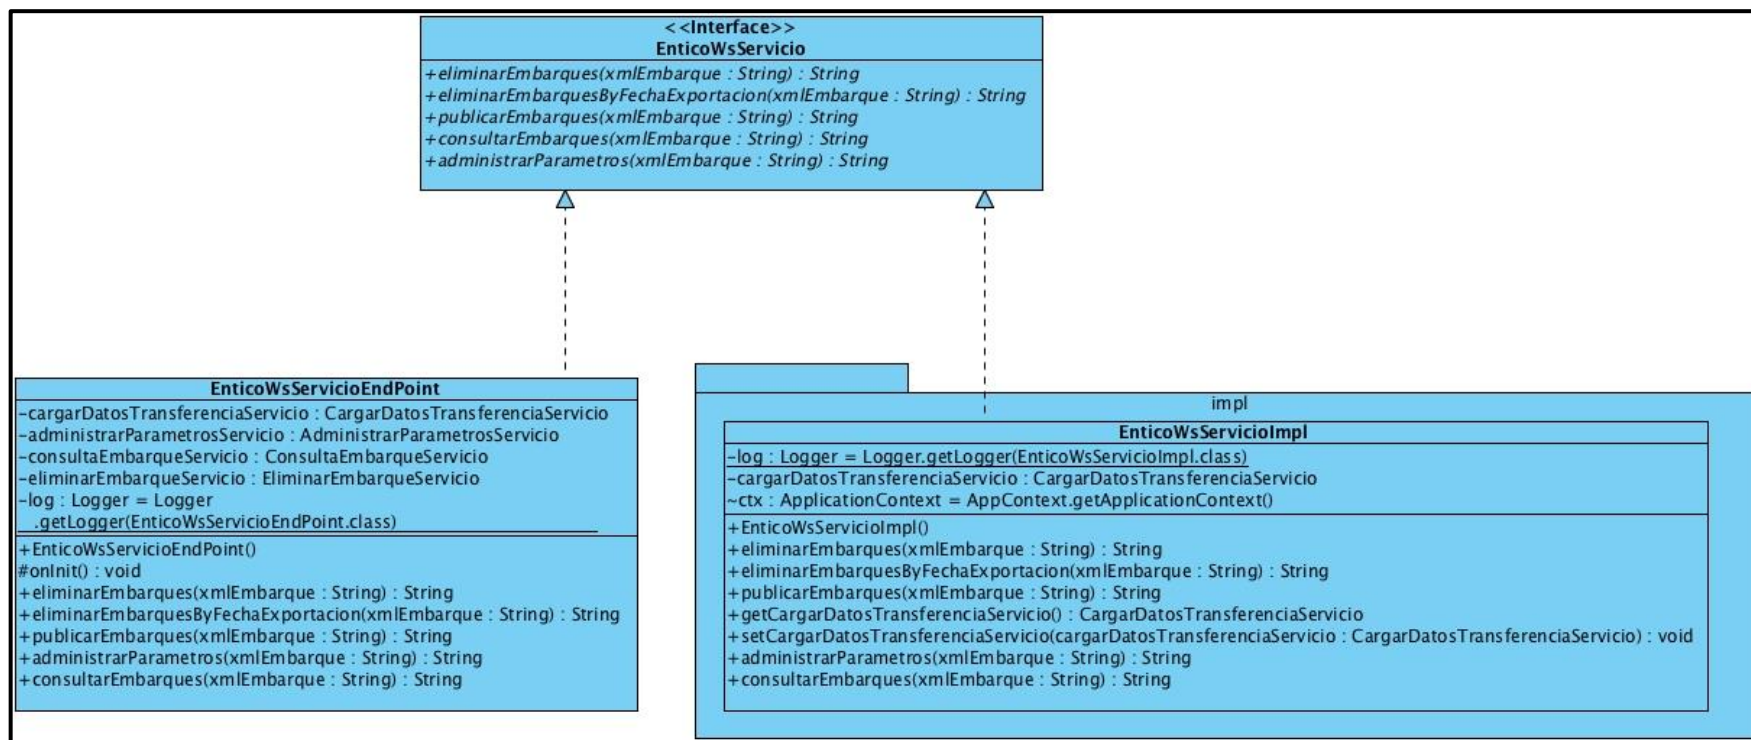 <<Interface>>
EnticoWsServicio
+eliminarEmbarques(xmlEmbarque : String) : String
+eliminarEmbarquesByFechaExportacion(xmlEmbarque : String) : String
+publicarEmbarques(xmlEmbarque : String) : String
+consultarEmbarques(xmlEmbarque : String) : String
+administrarParametros(xmlEmbarque : String) : String
EnticoWsServicioEndPoint
-cargarDatosTransferenciaServicio : CargarDatosTransferenciaServicio
-administrarParametrosServicio : AdministrarParametrosServicio
-consultaEmbarqueServicio : ConsultaEmbarqueServicio
-eliminarEmbarqueServicio : EliminarEmbarqueServicio
-log : Logger = Logger
.getLogger(EnticoWsServicioEndPoint.class)
+EnticoWsServicioEndPoint()
#onInit() : void
+eliminarEmbarques(xmlEmbarque : String) : String
+eliminarEmbarquesByFechaExportacion(xmlEmbarque : String) : String
+publicarEmbarques(xmlEmbarque : String) : String
+administrarParametros(xmlEmbarque : String) : String
+consultarEmbarques(xmlEmbarque : String) : String
impl
EnticoWsServicioImpl
-log : Logger = Logger.getLogger(EnticoWsServicioImpl.class)
-cargarDatosTransferenciaServicio : CargarDatosTransferenciaServicio
~ctx : ApplicationContext = AppContext.getApplicationContext()
+EnticoWsServicioImpl()
+eliminarEmbarques(xmlEmbarque : String) : String
+eliminarEmbarquesByFechaExportacion(xmlEmbarque : String) : String
+publicarEmbarques(xmlEmbarque : String) : String
+getCargarDatosTransferenciaServicio() : CargarDatosTransferenciaServicio
+setCargarDatosTransferenciaServicio(cargarDatosTransferenciaServicio : CargarDatosTransferenciaServicio) : void
+administrarParametros(xmlEmbarque : String) : String
+consultarEmbarques(xmlEmbarque : String) : String